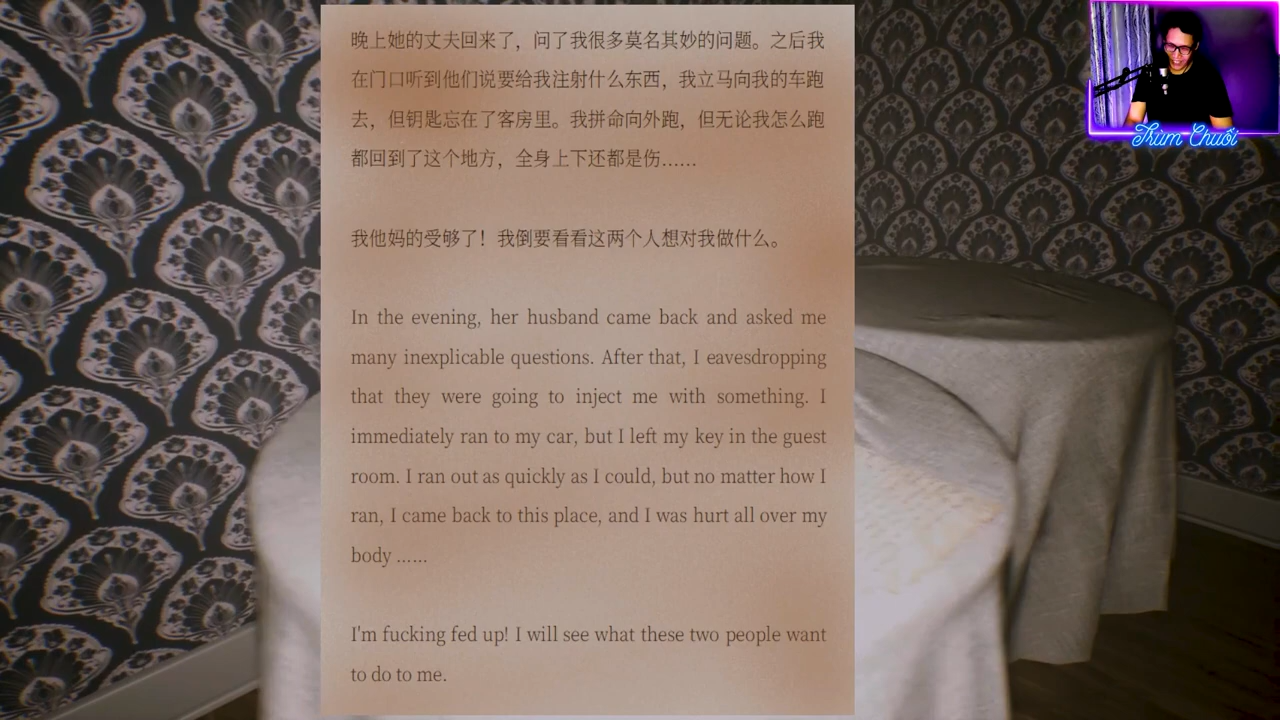 晚上她的丈夫回来了，问了我很多莫名其妙的问题。之后我
在门口听到他们说要给我注射什么东西，我立马向我的车跑
去，但钥匙忘在了客房里。我拼命向外跑，但无论我怎么跑
都回到了这个地方，全身上下还都是伤……
我他妈的受够了！我倒要看看这两个人想对我做什么。
In the evening, her husband came back and asked me
many inexplicable questions. After that, I eavesdropping
that they were going to inject me with something. I
immediately ran to my car, but I left my key in the guest
room. I ran out as quickly as I could, but no matter how I
ran, I came back to this place, and I was hurt all over my
body ……
I'm fucking fed up! I will see what these two people want
to do to me.
Trùm Chuối